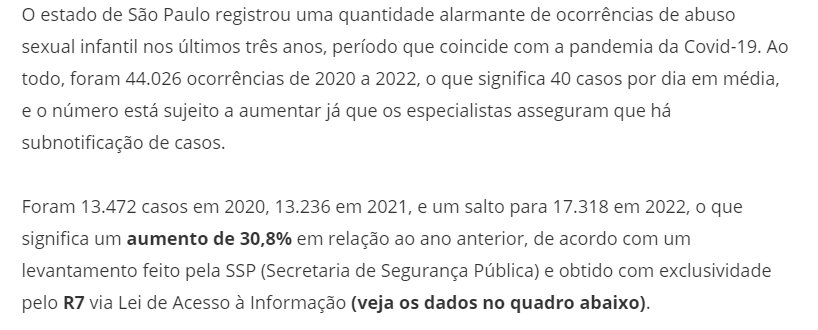 O estado de São Paulo registrou uma quantidade alarmante de ocorrências de abuso
sexual infantil nos últimos três anos, período que coincide com a pandemia da Covid-19. Ao
todo, foram 44.026 ocorrências de 2020 a 2022, o que significa 40 casos por dia em média,
e o número está sujeito a aumentar já que os especialistas asseguram que há
subnotificação de casos.
Foram 13.472 casos em 2020, 13.236 em 2021, e um salto para 17.318 em 2022, o que
significa um aumento de 30,8% em relação ao ano anterior, de acordo com um
levantamento feito pela SSP (Secretaria de Segurança Pública) e obtido com exclusividade
pelo R7 via Lei de Acesso à Informação (veja os dados no quadro abaixo).